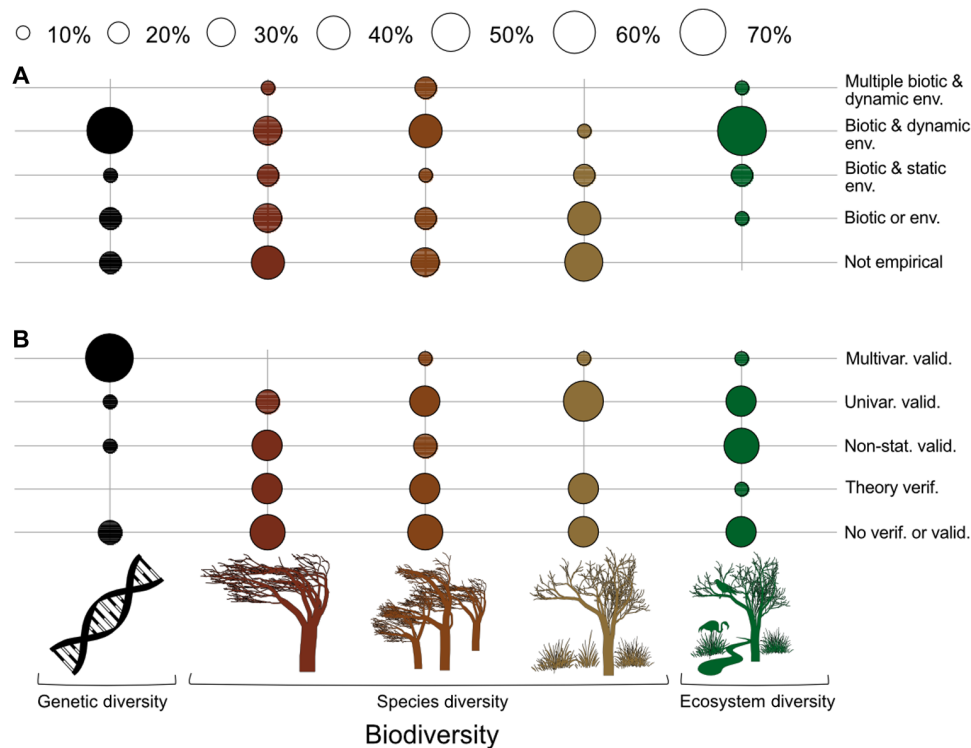 10% 20% 30% 40% 50% 60% 70%
A
Multiple biotic &
dynamic env.
Biotic & dynamic
env.
Biotic & static
env.
Biotic or env.
Not empirical
B
Multivar. valid.
Univar. valid.
Non-stat. valid.
Theory verif.
No verif. or valid.
Genetic diversity Species diversity Ecosystem diversity
Biodiversity